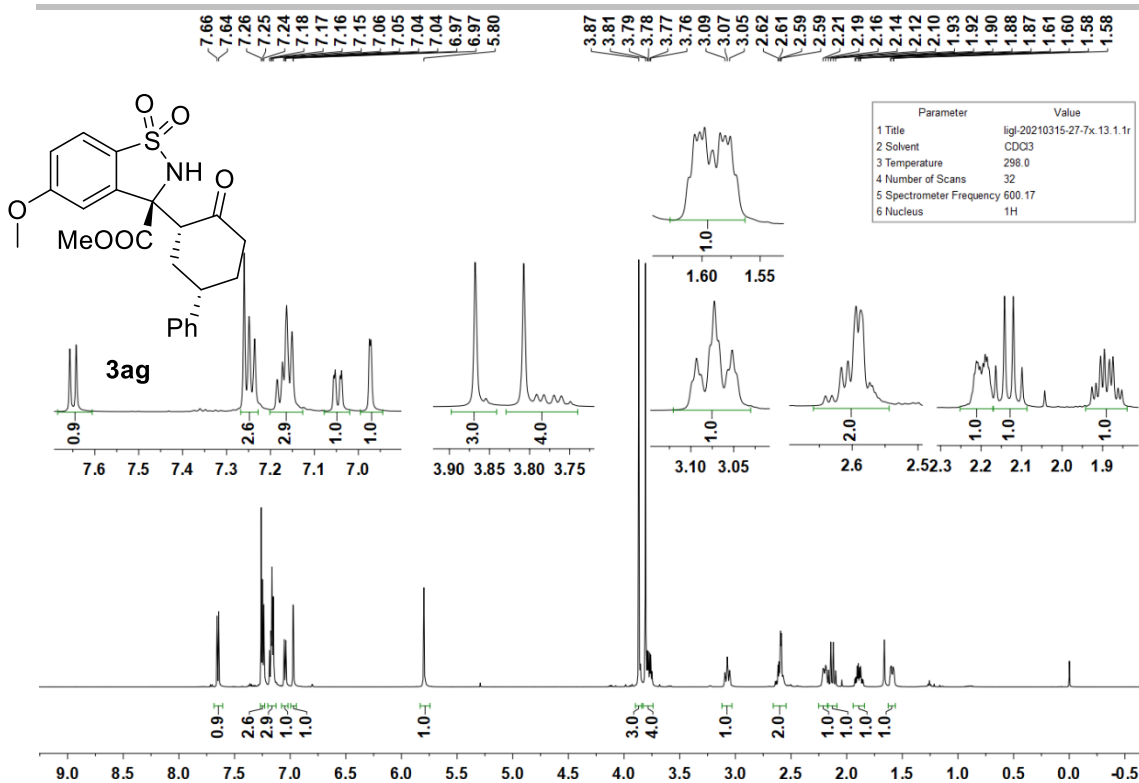 7.66 7.64 7.26 7.25 7.24 7.18 7.17 7.16 7.15 7.06 7.05 7.04 7.04 6.97 6.97 5.80
3.87 3.81 3.79 3.78 3.77 3.76 3.09 3.07 3.05 2.62 2.61 2.59 2.59 2.21 2.19 2.16 2.14 2.12 2.10 1.93 1.92 1.90 1.88 1.87 1.61 1.60 1.58 1.58
Parameter Value
1 Title ligl-20210315-27-7x.13.1.1r
2 Solvent CDCl3
3 Temperature 298.0
4 Number of Scans 32
5 Spectrometer Frequency 600.17
6 Nucleus 1H
O O
S
NH
O
O
MeOOC
Ph
3ag
1.0
1.60 1.55
0.9 2.6 2.9 1.0 1.0
7.6 7.5 7.4 7.3 7.2 7.1 7.0
3.0 4.0
3.90 3.85 3.80 3.75
1.0
3.10 3.05
2.0
2.6 2.5
1.0 1.0 1.0
2.3 2.2 2.1 2.0 1.9
0.9 2.6 2.9 1.0 1.0 1.0 3.0 4.0 1.0 2.0 1.0 1.0 1.0 1.0
9.0 8.5 8.0 7.5 7.0 6.5 6.0 5.5 5.0 4.5 4.0 3.5 3.0 2.5 2.0 1.5 1.0 0.5 0.0 -0.5